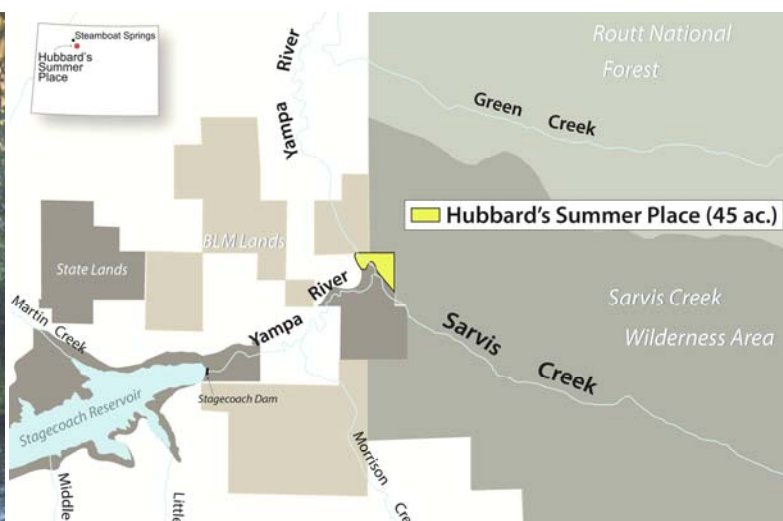 Steamboat Springs
Hubbard's
Summer
Place
Yampa River
Routt National
Forest
Green Creek
Hubbard's Summer Place (45 ac.)
BLM Lands
State Lands
Yampa River
Martin Creek
Sarvis Creek
Sarvis Creek
Wilderness Area
Stagecoach Reservoir
Stagecoach Dam
Morrison Cre
Middle
Little